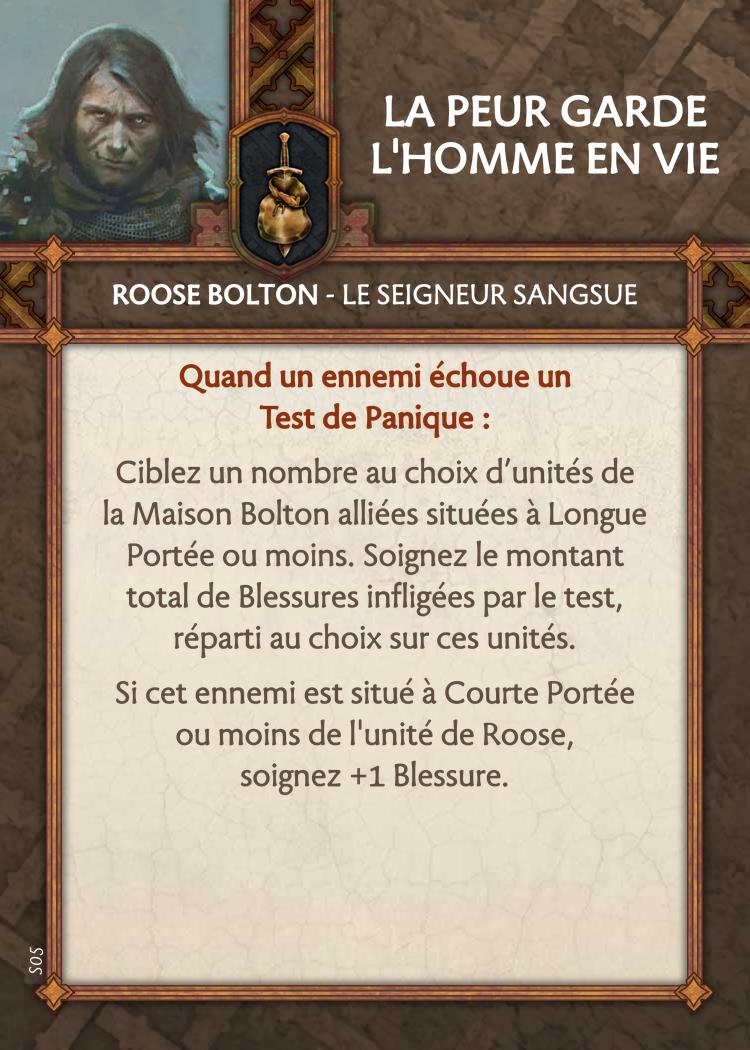 LA PEUR GARDE
L'HOMME EN VIE
ROOSE BOLTON - LE SEIGNEUR SANGSUE
Quand un ennemi échoue un
Test de Panique :
Ciblez un nombre au choix d’unités de
la Maison Bolton alliées situées à Longue
Portée ou moins. Soignez le montant
total de Blessures infligées par le test,
réparti au choix sur ces unités.
Si cet ennemi est situé à Courte Portée
ou moins de l'unité de Roose,
soignez +1 Blessure.
S05